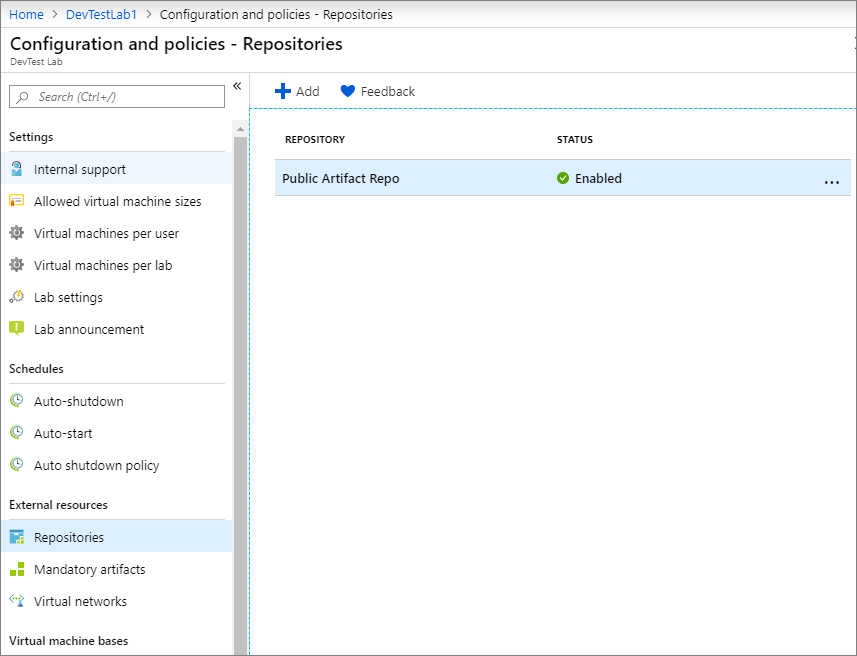 Home > DevTestLab1 > Configuration and policies - Repositories
Configuration and policies - Repositories
DevTest Lab
Search (Ctrl+/)
«
Settings
Internal support
Allowed virtual machine sizes
Virtual machines per user
Virtual machines per lab
Lab settings
Lab announcement
Schedules
Auto-shutdown
Auto-start
Auto shutdown policy
External resources
Repositories
Mandatory artifacts
Virtual networks
Virtual machine bases
Add Feedback
REPOSITORY STATUS
Public Artifact Repo Enabled ...